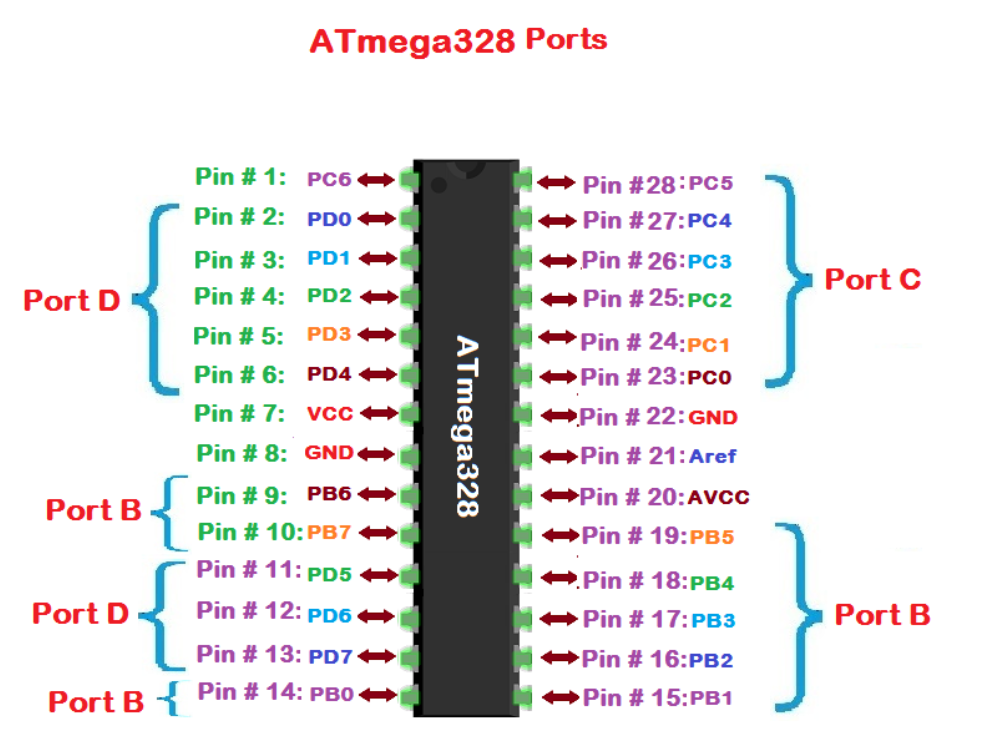 ATmega328 Ports
Pin # 1: PC6
Pin # 2: PD0
Pin # 3: PD1
Pin # 4: PD2
Pin # 5: PD3
Pin # 6: PD4
Pin # 7: VCC
Pin # 8: GND
Pin # 9: PB6
Pin # 10: PB7
Pin # 11: PD5
Pin # 12: PD6
Pin # 13: PD7
Pin # 14: PB0
Port D
Port B
Port D
Port B
ATmega328
Pin #28:PC5
Pin # 27:PC4
Pin # 26:PC3
Pin # 25:PC2
Pin # 24:PC1
Pin # 23:PC0
Pin # 22:GND
Pin # 21:Aref
Pin # 20:AVCC
Pin # 19:PB5
Pin # 18:PB4
Pin # 17:PB3
Pin # 16:PB2
Pin # 15:PB1
Port C
Port B